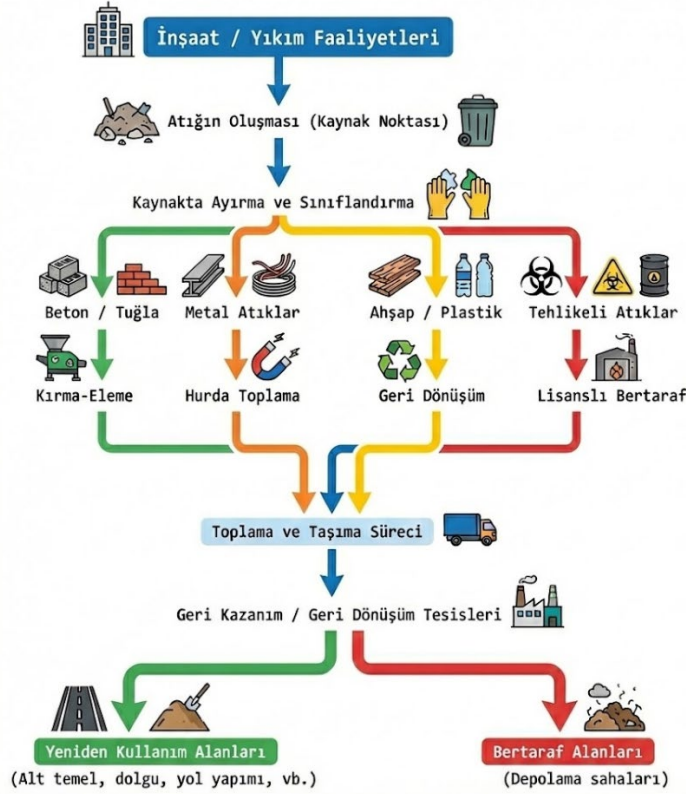 İnşaat / Yıkım Faaliyetleri
Atığın Oluşması (Kaynak Noktası)
Kaynakta Ayırma ve Sınıflandırma
Beton / Tuğla
Metal Atıklar
Ahşap / Plastik
Tehlikeli Atıklar
Kırma-Eleme
Hurda Toplama
Geri Dönüşüm
Lisanslı Bertaraf
Toplama ve Taşıma Süreci
Geri Kazanım / Geri Dönüşüm Tesisleri
Yeniden Kullanım Alanları
(Alt temel, dolgu, yol yapımı, vb.)
Bertaraf Alanları
(Depolama sahaları)